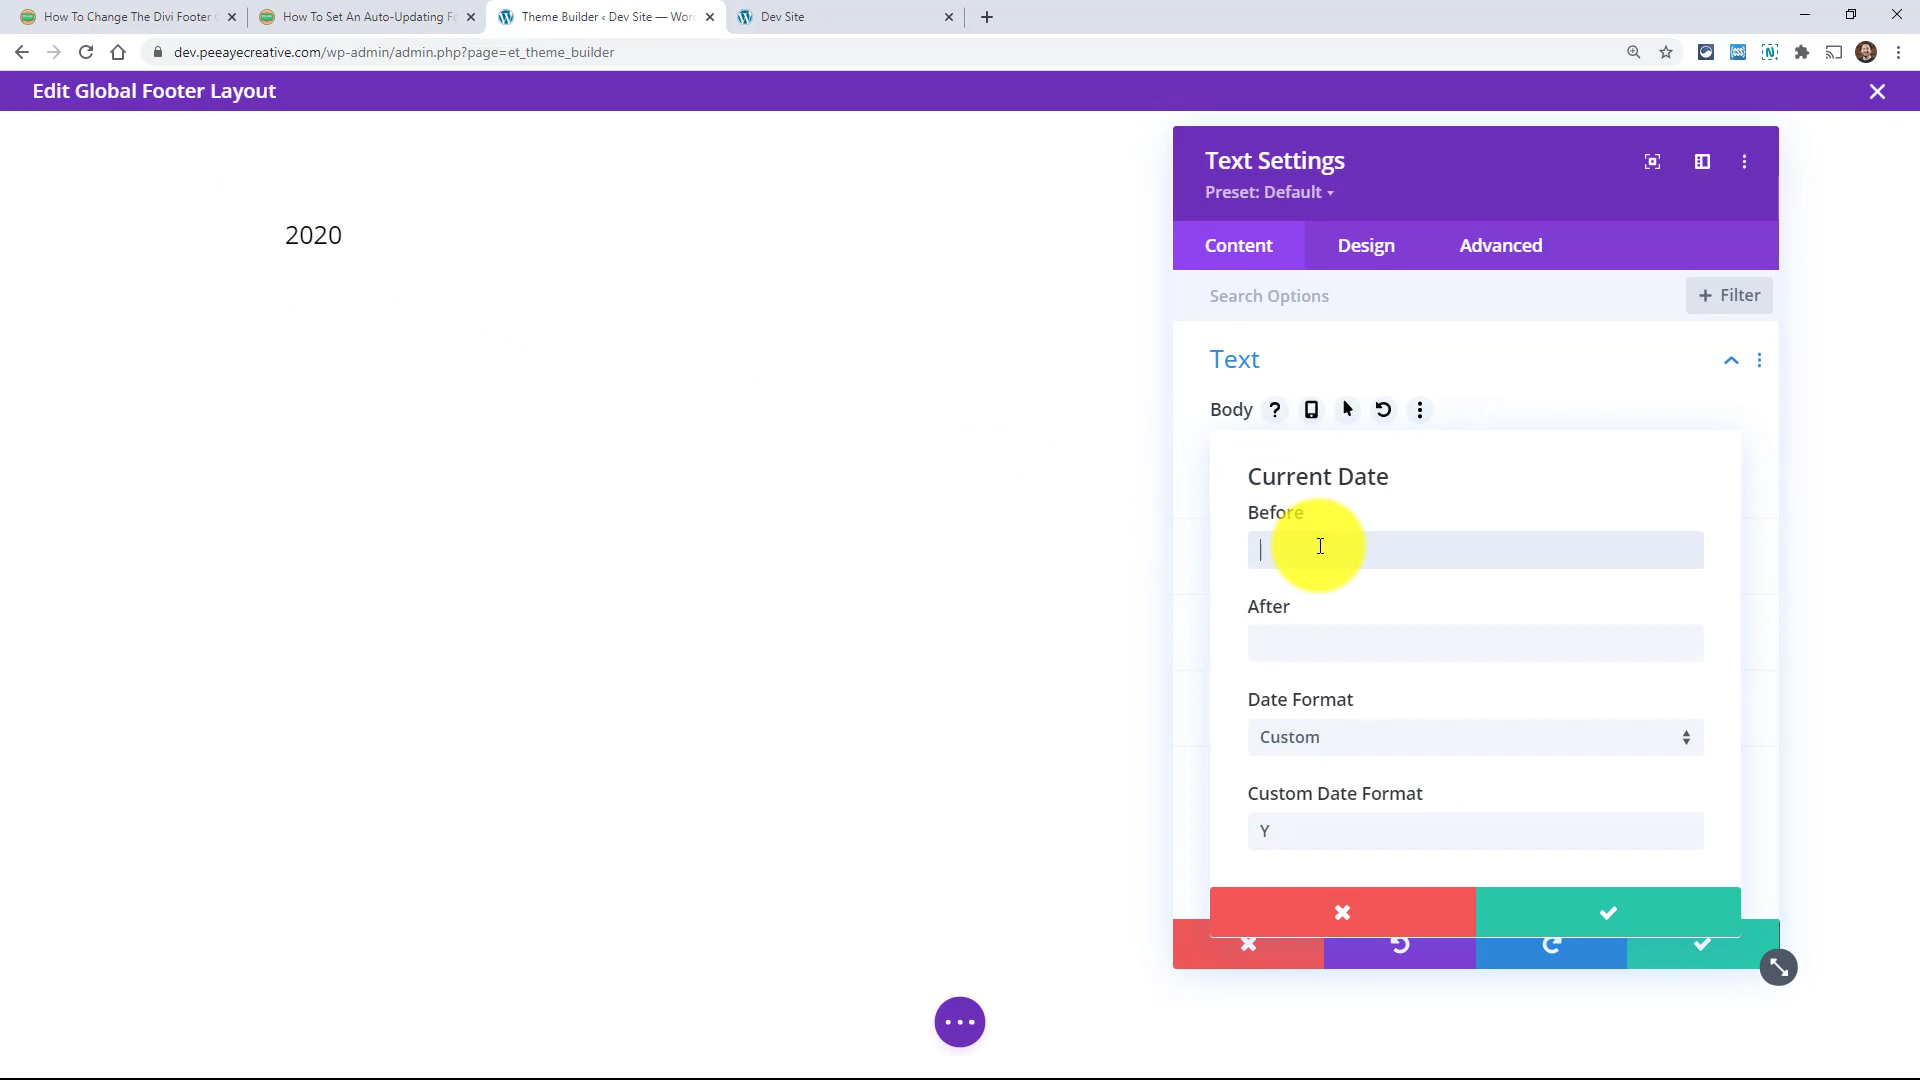 How To Change The Divi Footer
How To Set An Auto-Updating Fo
Theme Builder ‹ Dev Site — Wor
Dev Site
dev.peeayecreative.com/wp-admin/admin.php?page=et_theme_builder
Edit Global Footer Layout
2020
Text Settings
Preset: Default
Content
Design
Advanced
Search Options
+ Filter
Text
Body
Current Date
Before
After
Date Format
Custom
Custom Date Format
Y